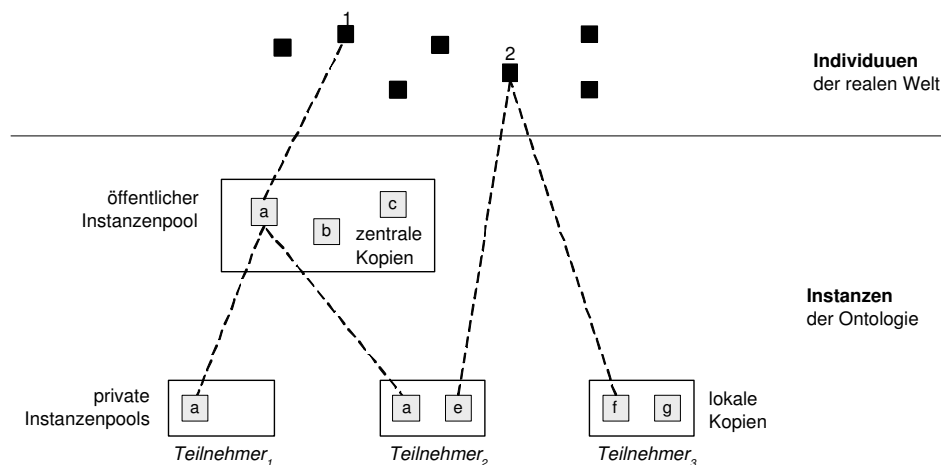 1
2
Individuuen
der realen Welt
öffentlicher
Instanzenpool
a
b
c
zentrale
Kopien
Instanzen
der Ontologie
private
Instanzenpools
a
a
e
f
g
lokale
Kopien
Teilnehmer₁
Teilnehmer₂
Teilnehmer₃